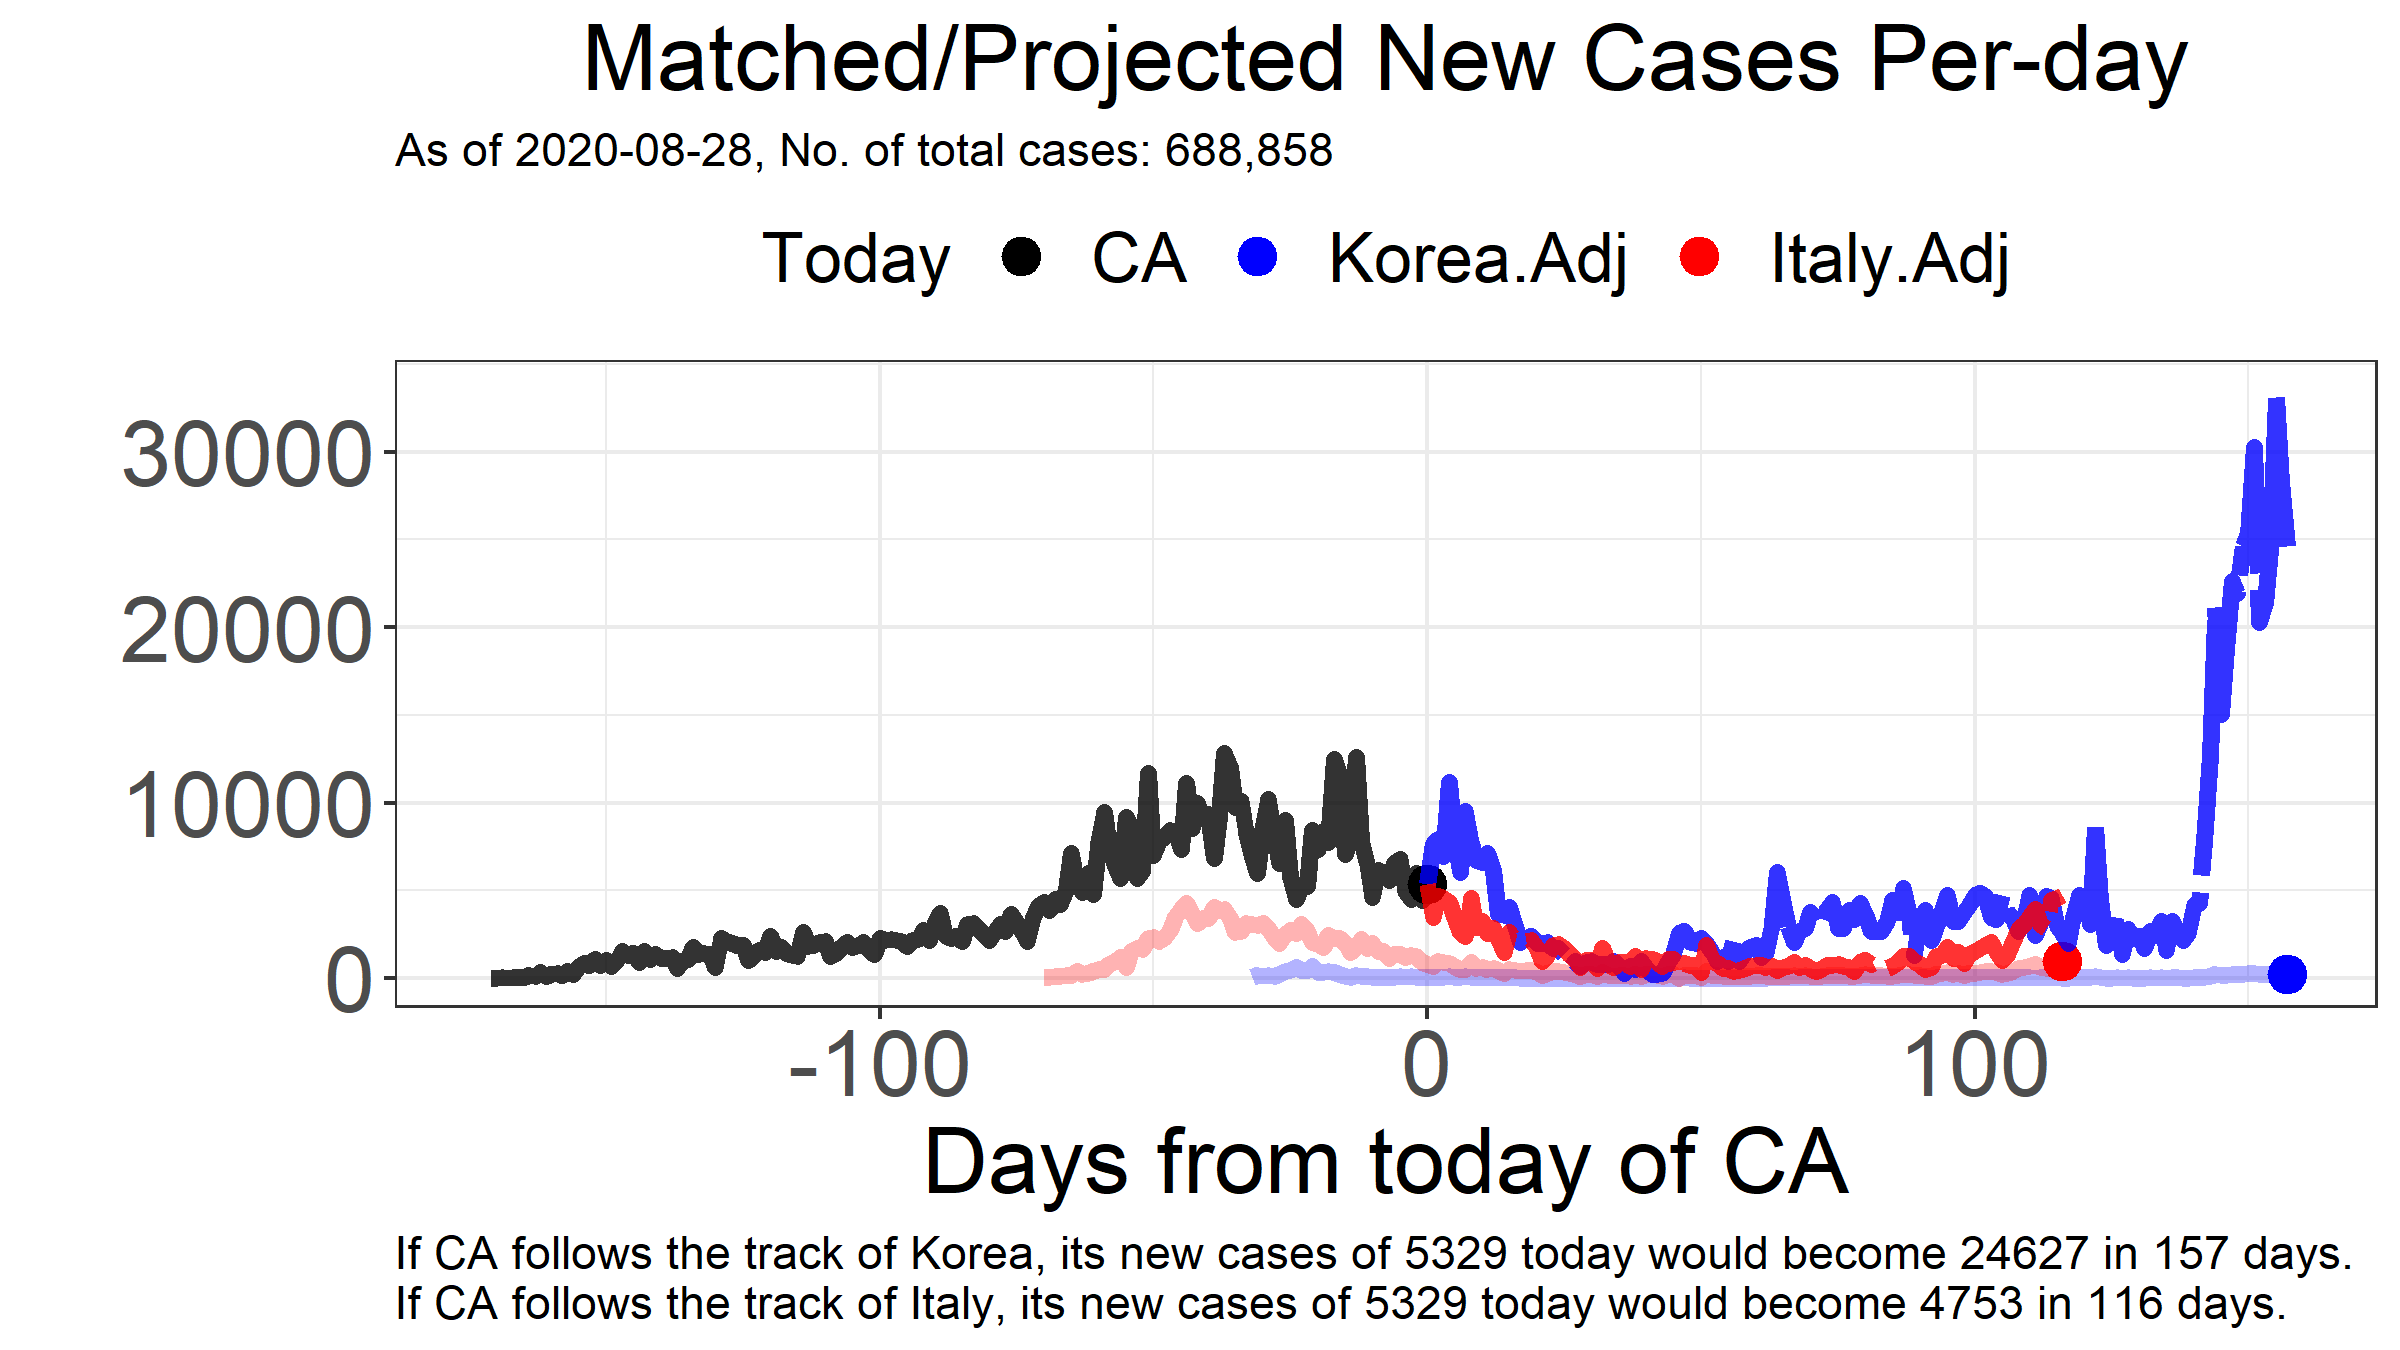 Matched/Projected New Cases Per-day
As of 2020-08-28, No. of total cases: 688,858
Today CA Korea.Adj Italy.Adj
30000
20000
10000
0
-100 0 100
Days from today of CA
If CA follows the track of Korea, its new cases of 5329 today would become 24627 in 157 days.
If CA follows the track of Italy, its new cases of 5329 today would become 4753 in 116 days.